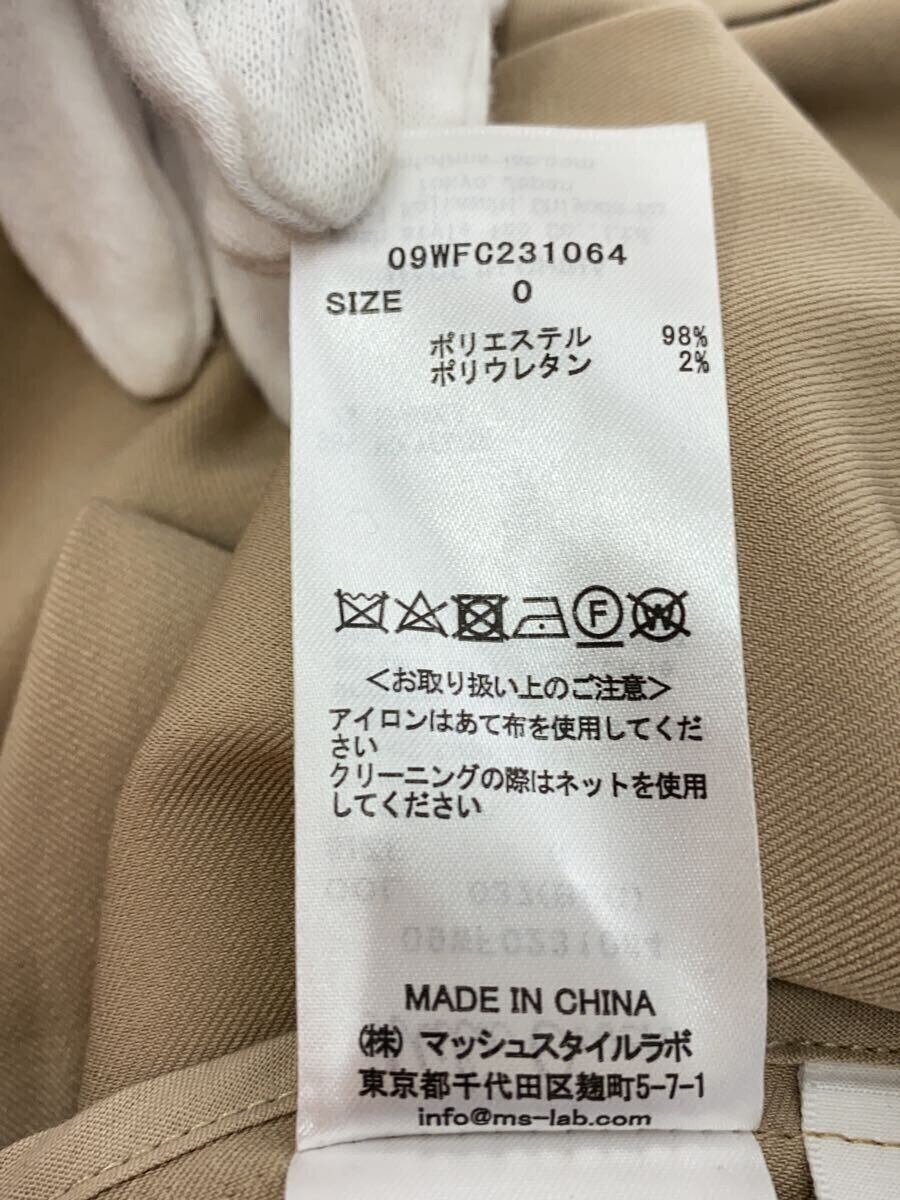 09WFC231064
SIZE 0
ポリエステル 98%
ポリウレタン 2%
F W
<お取り扱い上のご注意>
アイロンはあて布を使用してくだ
さい
クリーニングの際はネットを使用
してください
MADE IN CHINA
(株) マッシュスタイルラボ
東京都千代田区麹町5-7-1
info@ms-lab.com